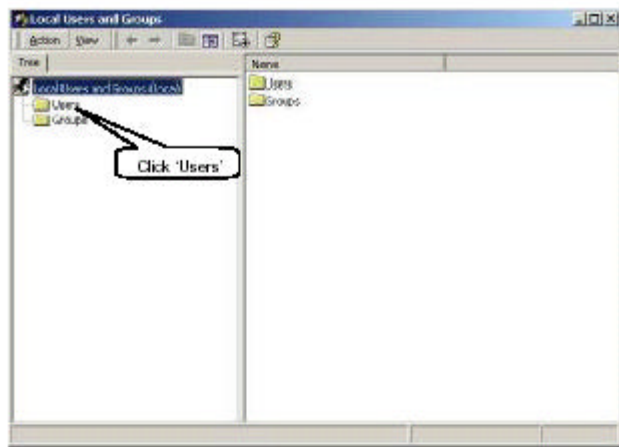 Local Users and Groups
Action View
Tree
Name
Local Users and Groups (Local)
Users
Groups
Users
Groups
Click 'Users'